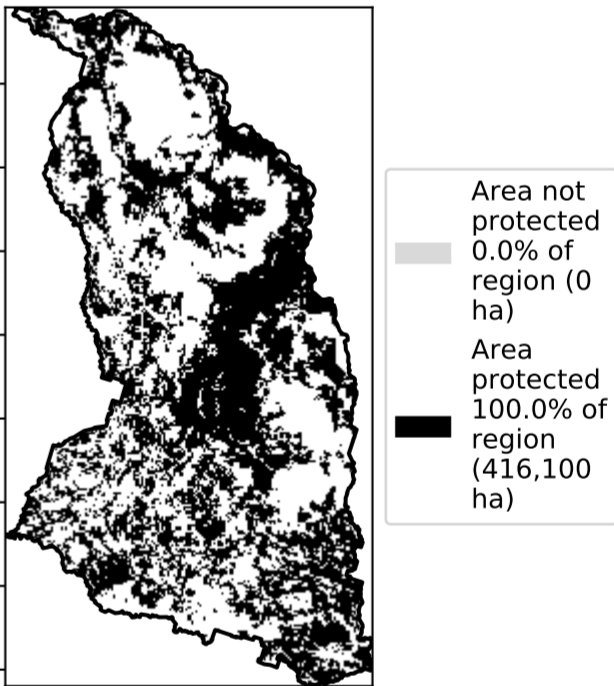 Area not
protected
0.0% of
region (0
ha)
Area
protected
100.0% of
region
(416,100
ha)